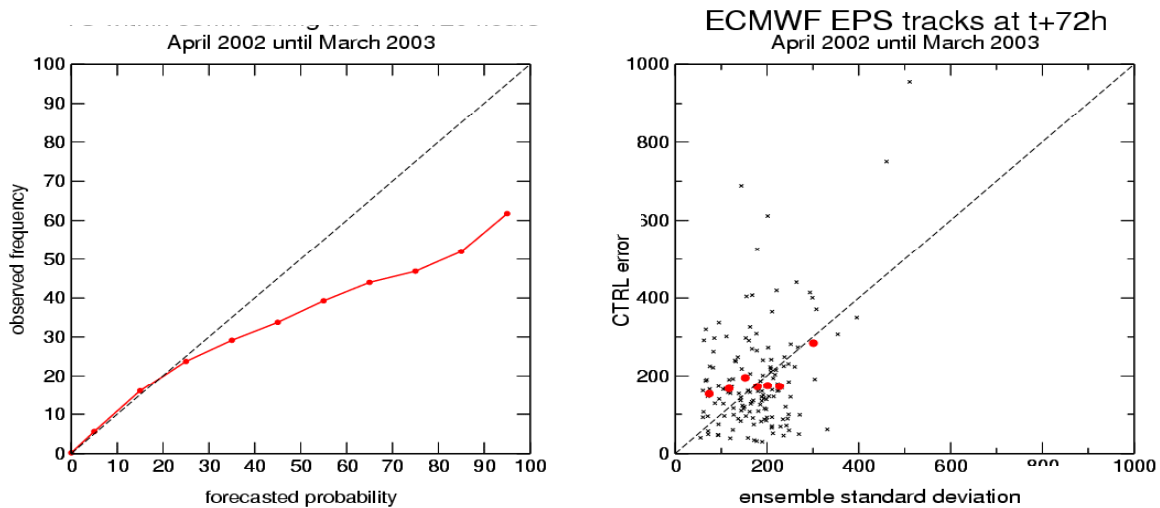 April 2002 until March 2003
100
90
80
70
60
50
40
30
20
10
0
0 10 20 30 40 50 60 70 80 90 100
observed frequency
forecasted probability
ECMWF EPS tracks at t+72h
April 2002 until March 2003
1000
800
600
400
200
0
0 200 400 600 800 1000
CTRL error
ensemble standard deviation